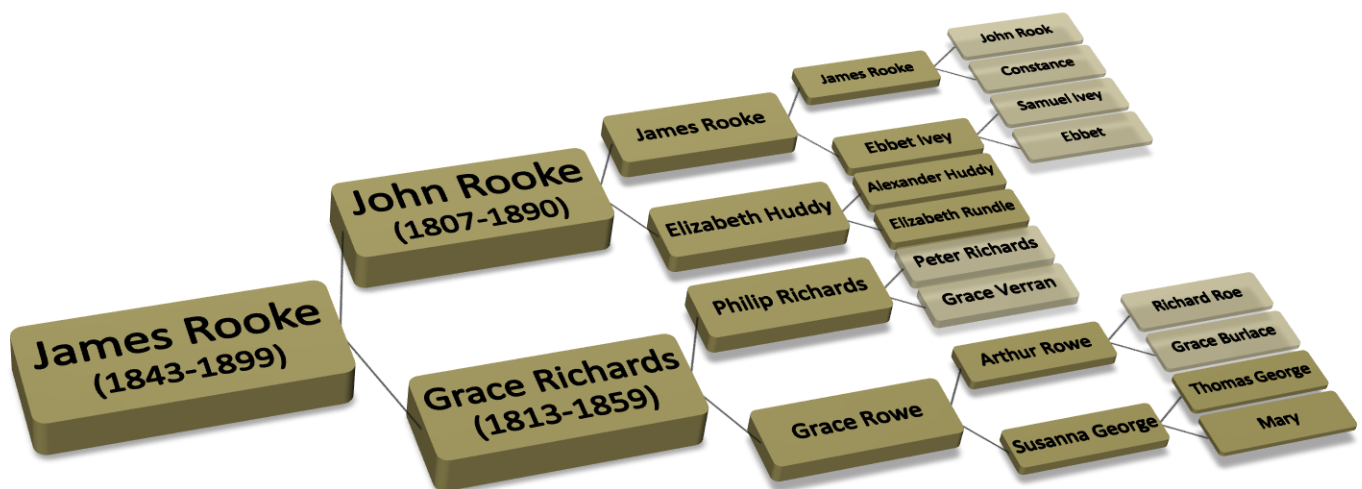 James Rooke
(1843-1899)
John Rooke
(1807-1890)
James Rooke
James Rooke
John Rook
Constance
Ebbet Ivey
Samuel Ivey
Ebbet
Elizabeth Huddy
Alexander Huddy
Elizabeth Rundle
Grace Richards
(1813-1859)
Philip Richards
Peter Richards
Grace Verran
Grace Rowe
Arthur Rowe
Richard Roe
Grace Burlace
Susanna George
Thomas George
Mary